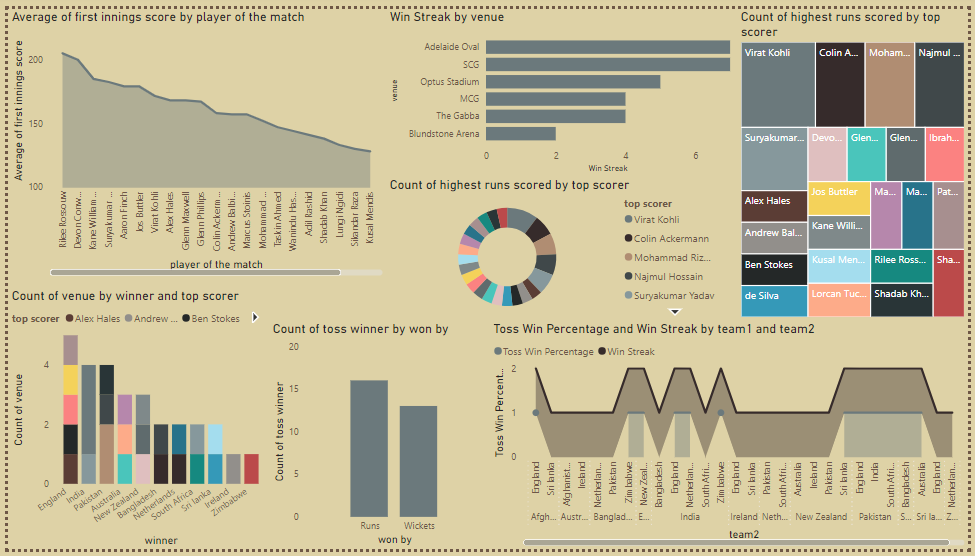 Average of first innings score by player of the match
Average of first innings score
200
150
100
Rilee Rossouw
Devon Conw...
Kane William...
Suryakumar ...
Aaron Finch
Jos Buttler
Virat Kohli
Alex Hales
Glenn Maxwell
Glenn Phillips
Colin Ackerm...
Andrew Balbi...
Marcus Stoinis
Mohammad ...
Taskin Ahmed
Wanindu Has...
Adil Rashid
Shadab Khan
Lungi Ngidi
Sikandar Raza
Kusal Mendis
player of the match
Win Streak by venue
venue
Adelaide Oval
SCG
Optus Stadium
MCG
The Gabba
Blundstone Arena
0
2
4
6
Win Streak
Count of highest runs scored by top scorer
top scorer
Virat Kohli
Colin Ackermann
Mohammad Riz...
Najmul Hossain
Suryakumar Yadav
Count of highest runs scored by top
scorer
Virat Kohli
Colin A...
Moham...
Najmul ...
Suryakumar...
Devo...
Glen...
Glen...
Ibrah...
Alex Hales
Andrew Bal...
Ben Stokes
de Silva
Jos Buttler
Kane Willi...
Kusal Men...
Lorcan Tuc...
Ma...
Ma...
Pat...
Rilee Ross...
Shadab Kh...
Sha...
Count of venue by winner and top scorer
top scorer
Alex Hales
Andrew ...
Ben Stokes
Count of venue
4
2
0
England
India
Pakistan
Australia
New Zealand
Bangladesh
Netherlands
South Africa
Sri lanka
Ireland
Zimbabwe
winner
Count of toss winner by won by
Count of toss winner
20
15
10
5
0
Runs
Wickets
won by
Toss Win Percentage and Win Streak by team1 and team2
Toss Win Percentage
Win Streak
Toss Win Percent...
2
1
0
England
Sri lanka
Afghanist...
Ireland
Netherlan...
Pakistan
Zimbabwe
New Zeal...
Bangladesh
England
Netherlan...
South Afri...
Zimbabwe
England
Sri lanka
Pakistan
Netherlan...
Australia
Ireland
Pakistan
Sri lanka
England
India
South Afri...
Bangladesh
Australia
England
Netherlan...
Afgh...
Austr...
Banglad...
E...
India
Ireland
Neth...
New Zealand
Pakistan
S...
Sri la...
Z...
team2